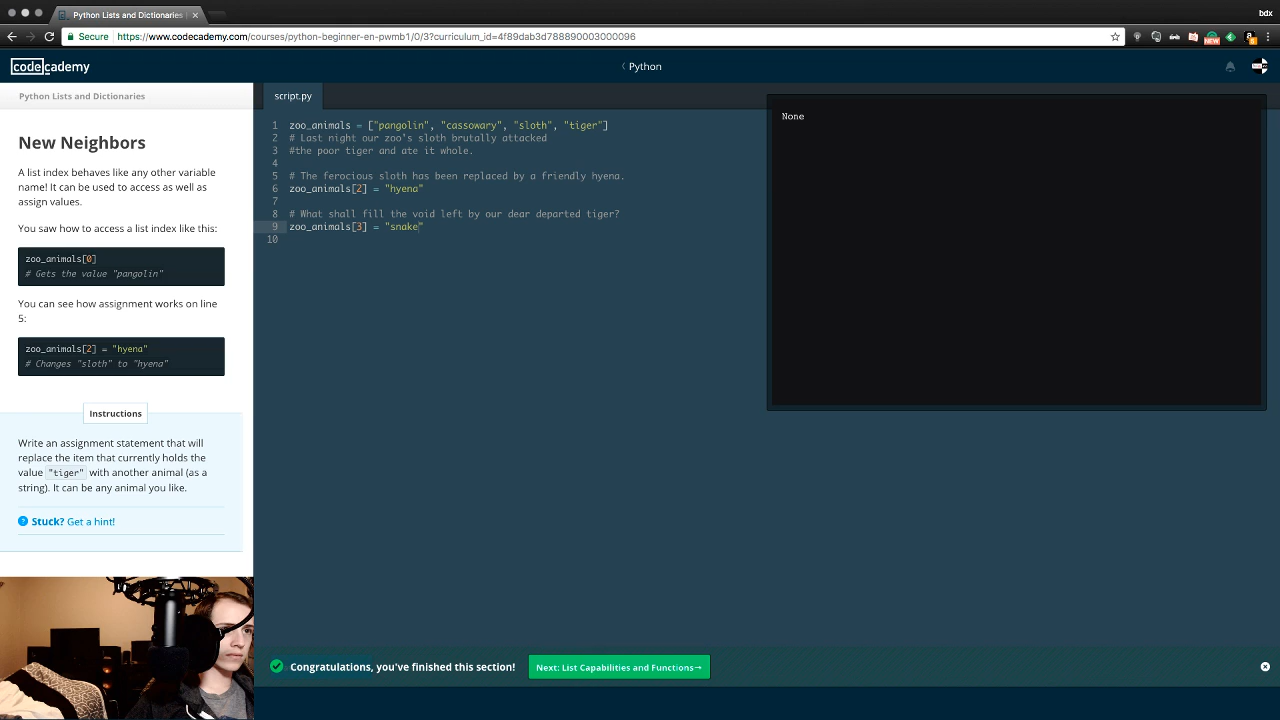 Python Lists and Dictionaries
bdx
Secure
https://www.codecademy.com/courses/python-beginner-en-pwmb1/0/3?curriculum_id=4f89dab3d788890003000096
NEW
codecademy
Python
Python Lists and Dictionaries
New Neighbors
A list index behaves like any other variable
name! It can be used to access as well as
assign values.
You saw how to access a list index like this:
zoo_animals[0]
# Gets the value "pangolin"
You can see how assignment works on line
5:
zoo_animals[2] = "hyena"
# Changes "sloth" to "hyena"
Instructions
Write an assignment statement that will
replace the item that currently holds the
value "tiger" with another animal (as a
string). It can be any animal you like.
? Stuck? Get a hint!
script.py
1 zoo_animals = ["pangolin", "cassowary", "sloth", "tiger"]
2 # Last night our zoo's sloth brutally attacked
3 #the poor tiger and ate it whole.
4
5 # The ferocious sloth has been replaced by a friendly hyena.
6 zoo_animals[2] = "hyena"
7
8 # What shall fill the void left by our dear departed tiger?
9 zoo_animals[3] = "snake"
10
None
Congratulations, you've finished this section!
Next: List Capabilities and Functions→